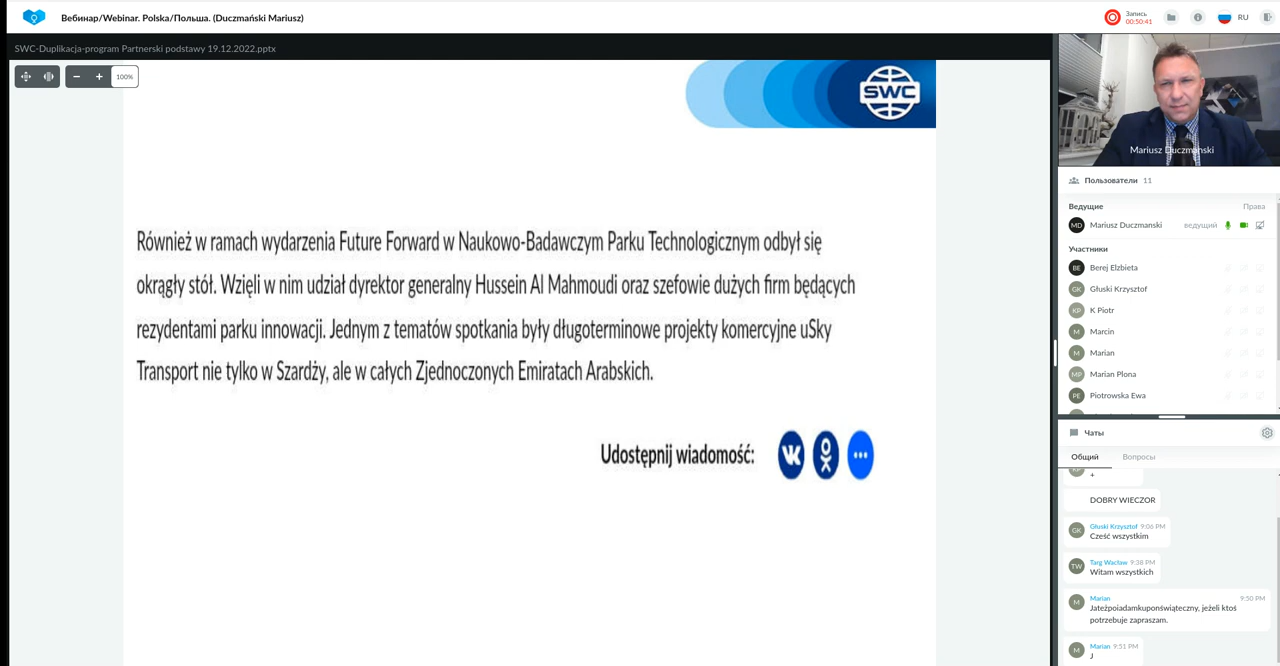 Вебинар/Webinar. Polska/Польша. (Duczmański Mariusz)
Запись
00:50:41
RU
SWC-Duplikacja-program Partnerski podstawy 19.12.2022.pptx
100%
SWC
Również w ramach wydarzenia Future Forward w Naukowo-Badawczym Parku Technologicznym odbył się
okrągły stół. Wzięli w nim udział dyrektor generalny Hussein Al Mahmoudi oraz szefowie dużych firm będących
rezydentami parku innowacji. Jednym z tematów spotkania były długoterminowe projekty komercyjne uSky
Transport nie tylko w Szardży, ale w całych Zjednoczonych Emiratach Arabskich.
Udostępnij wiadomość:
Mariusz Duczmański
Пользователи 11
Ведущие Права
MD Mariusz Duczmanski ведущий
Участники
BE Berej Elzbieta
GK Głuski Krzysztof
KP K Piotr
M Marcin
M Marian
MP Marian Plona
PE Piotrowska Ewa
Чаты
Общий Вопросы
+
DOBRY WIECZOR
GK Głuski Krzysztof 9:06 PM
Cześć wszystkim
TW Targ Wacław 9:38 PM
Witam wszystkich
M Marian 9:50 PM
Jateżpoiadamkuponświąteczny, jeżeli ktoś
potrzebuje zapraszam.
M Marian 9:51 PM
J